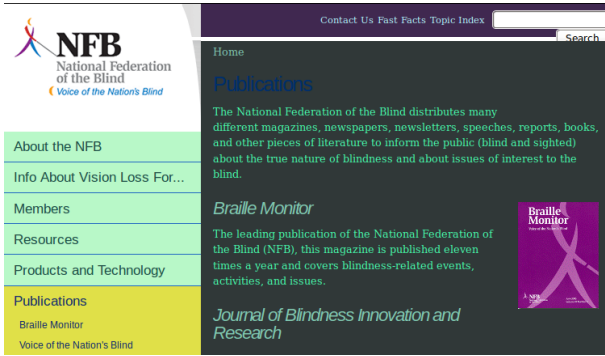 Contact Us Fast Facts Topic Index
Search
NFB
National Federation
of the Blind
Voice of the Nation's Blind
About the NFB
Info About Vision Loss For...
Members
Resources
Products and Technology
Publications
Braille Monitor
Voice of the Nation's Blind
Home
Publications
The National Federation of the Blind distributes many
different magazines, newspapers, newsletters, speeches, reports, books,
and other pieces of literature to inform the public (blind and sighted)
about the true nature of blindness and about issues of interest to the
blind.
Braille Monitor
The leading publication of the National Federation of
the Blind (NFB), this magazine is published eleven
times a year and covers blindness-related events,
activities, and issues.
Braille
Monitor
Voice of the Nation's Blind
NFB
Journal of Blindness Innovation and
Research